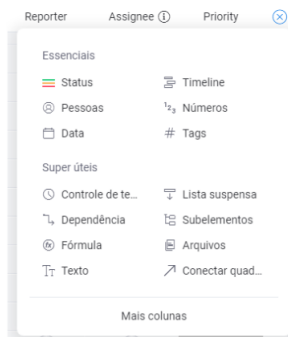 Reporter Assignee Priority
Essenciais
Status Timeline
Pessoas Números
Data Tags
Super úteis
Controle de te... Lista suspensa
Dependência Subelementos
Fórmula Arquivos
Texto Conectar quad...
Mais colunas